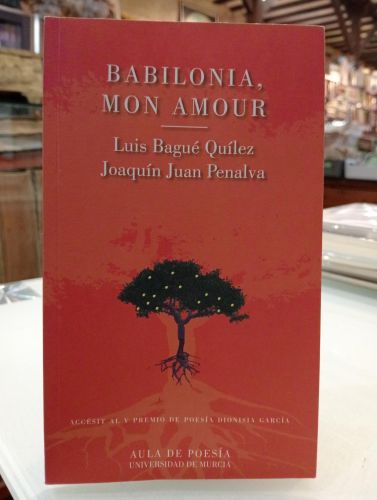 BABILONIA,
MON AMOUR
Luis Bagué Quílez
Joaquín Juan Penalva
ACCÉSIT AL V PREMIO DE POESÍA DIONISIA GARCÍA
AULA DE POESÍA
UNIVERSIDAD DE MURCIA